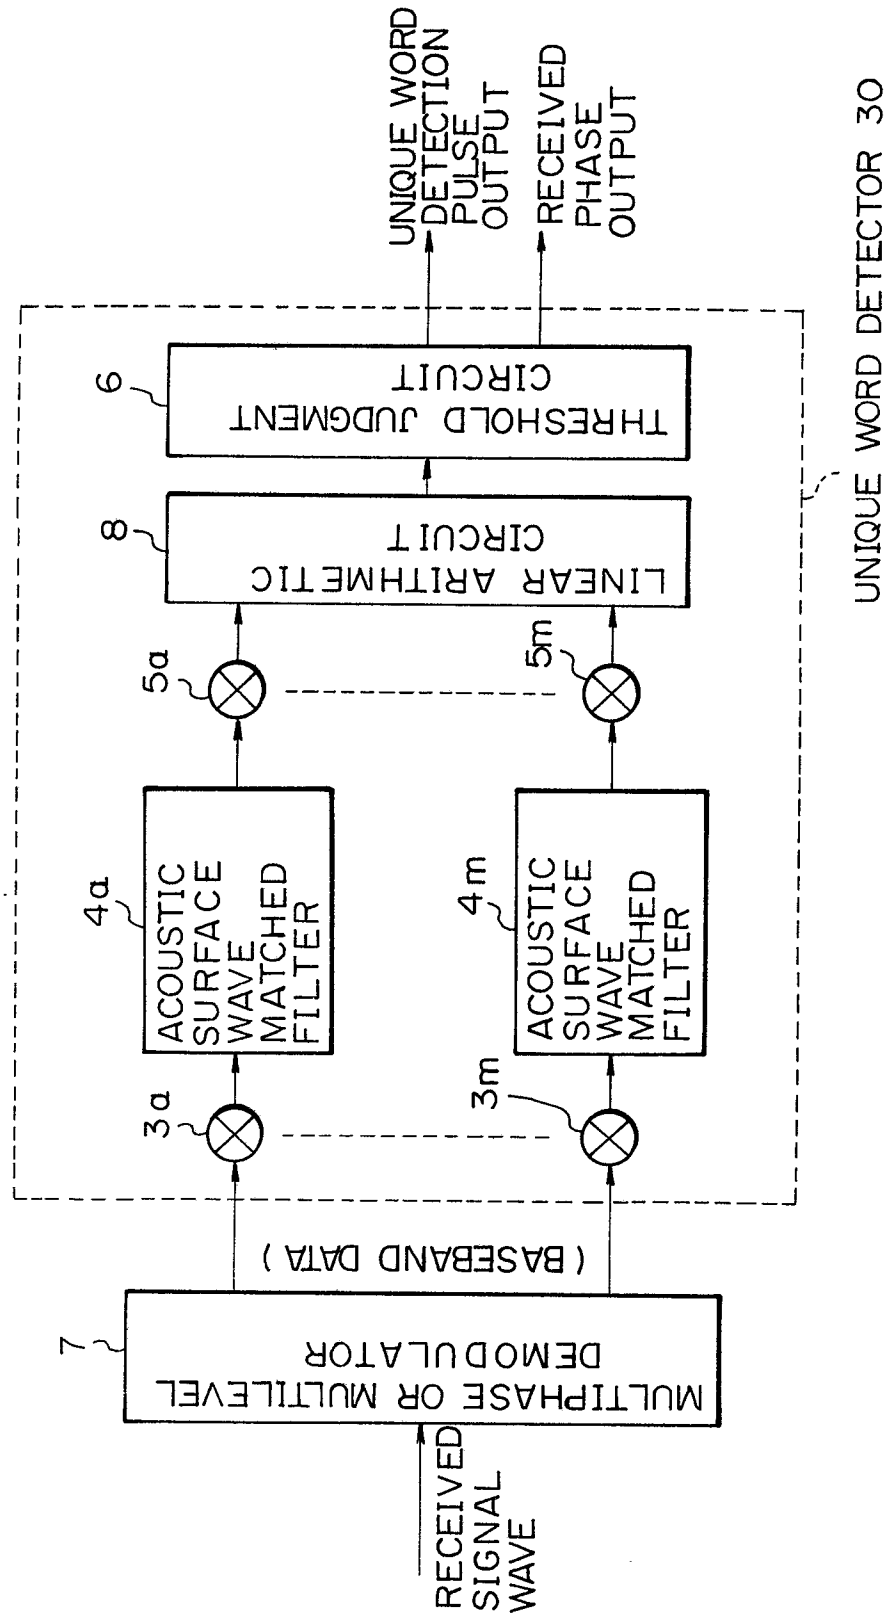 RECEIVED
SIGNAL
WAVE
7
MULTIPHASE OR MULTILEVEL
DEMODULATOR
(BASEBAND DATA)
3a
3m
4a
ACOUSTIC
SURFACE
WAVE
MATCHED
FILTER
4m
ACOUSTIC
SURFACE
WAVE
MATCHED
FILTER
5a
5m
8
LINEAR ARITHMETIC
CIRCUIT
6
THRESHOLD JUDGMENT
CIRCUIT
UNIQUE WORD
DETECTION
PULSE
OUTPUT
RECEIVED
PHASE
OUTPUT
UNIQUE WORD DETECTOR 30